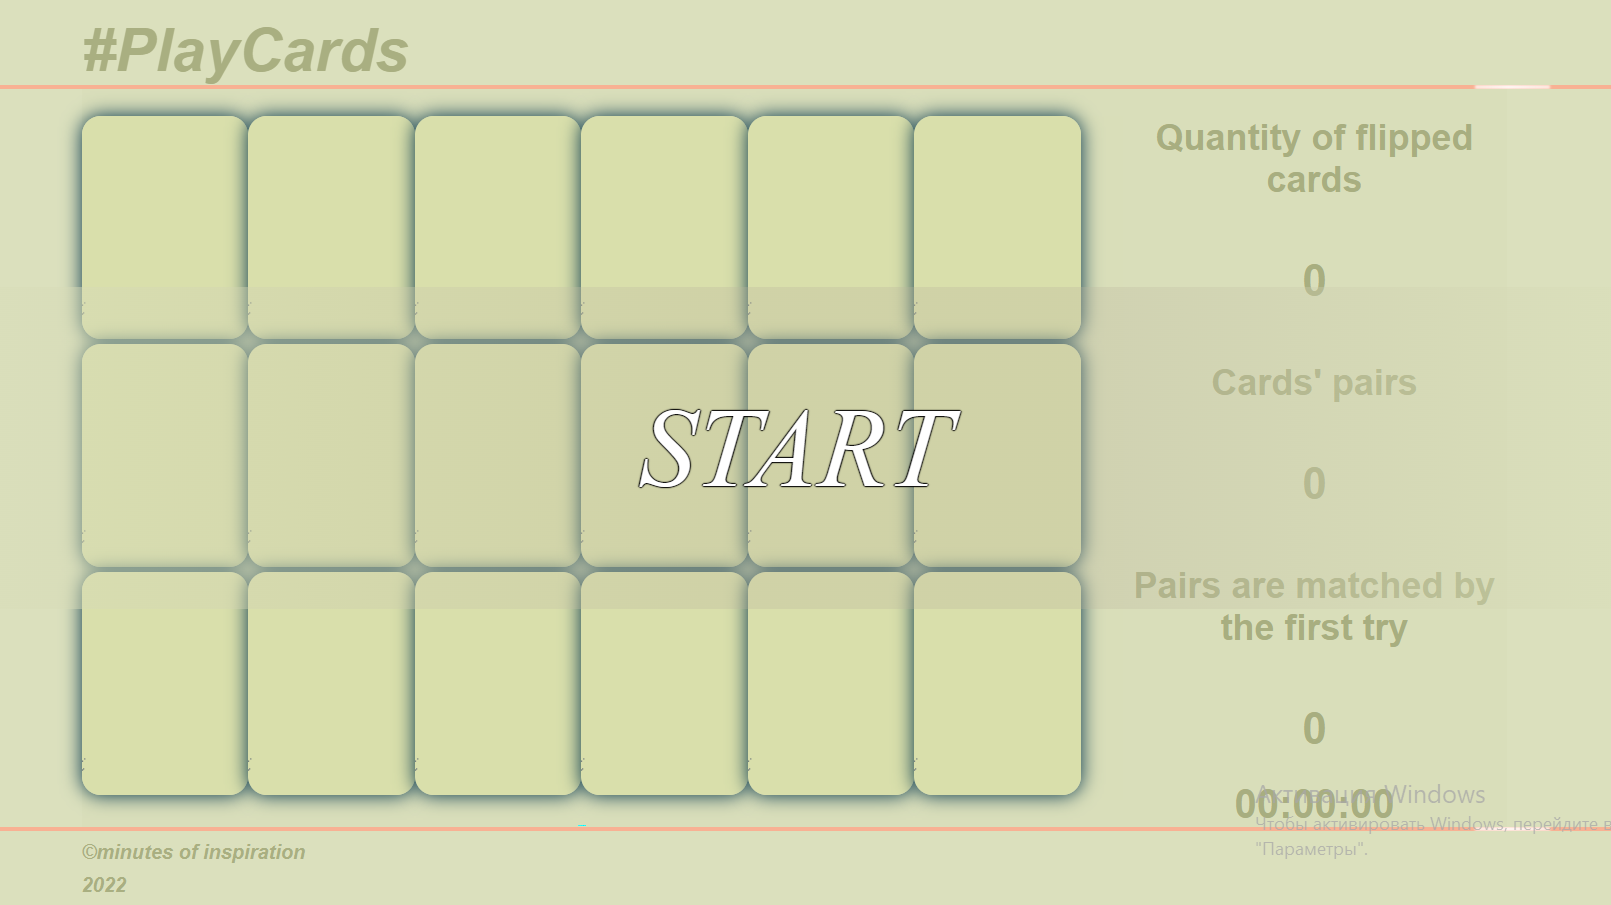 #PlayCards
Quantity of flipped
cards
0
Cards' pairs
0
START
Pairs are matched by
the first try
0
00:00:00
Активация Windows
Чтобы активировать Windows, перейдите в
"Параметры".
©minutes of inspiration
2022